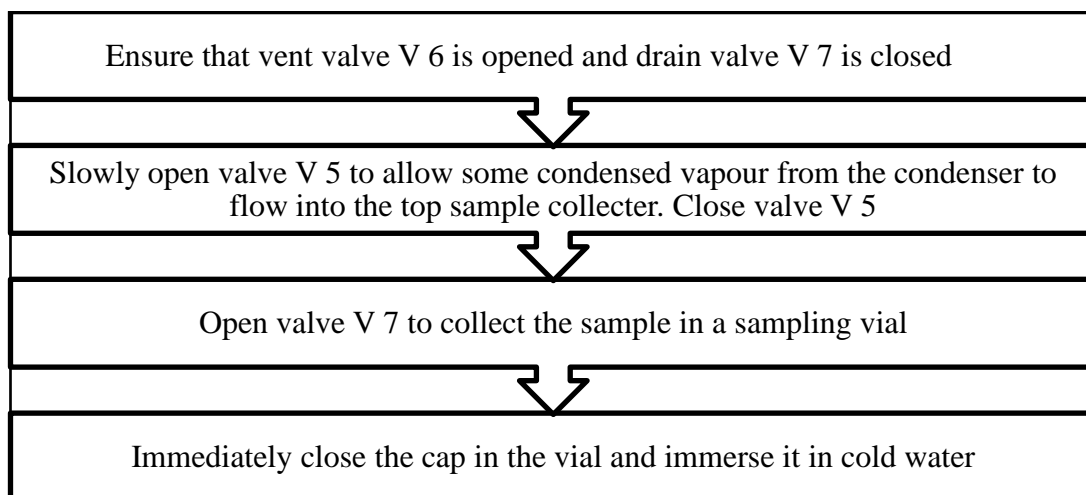 Ensure that vent valve V 6 is opened and drain valve V 7 is closed
Slowly open valve V 5 to allow some condensed vapour from the condenser to
flow into the top sample collecter. Close valve V 5
Open valve V 7 to collect the sample in a sampling vial
Immediately close the cap in the vial and immerse it in cold water